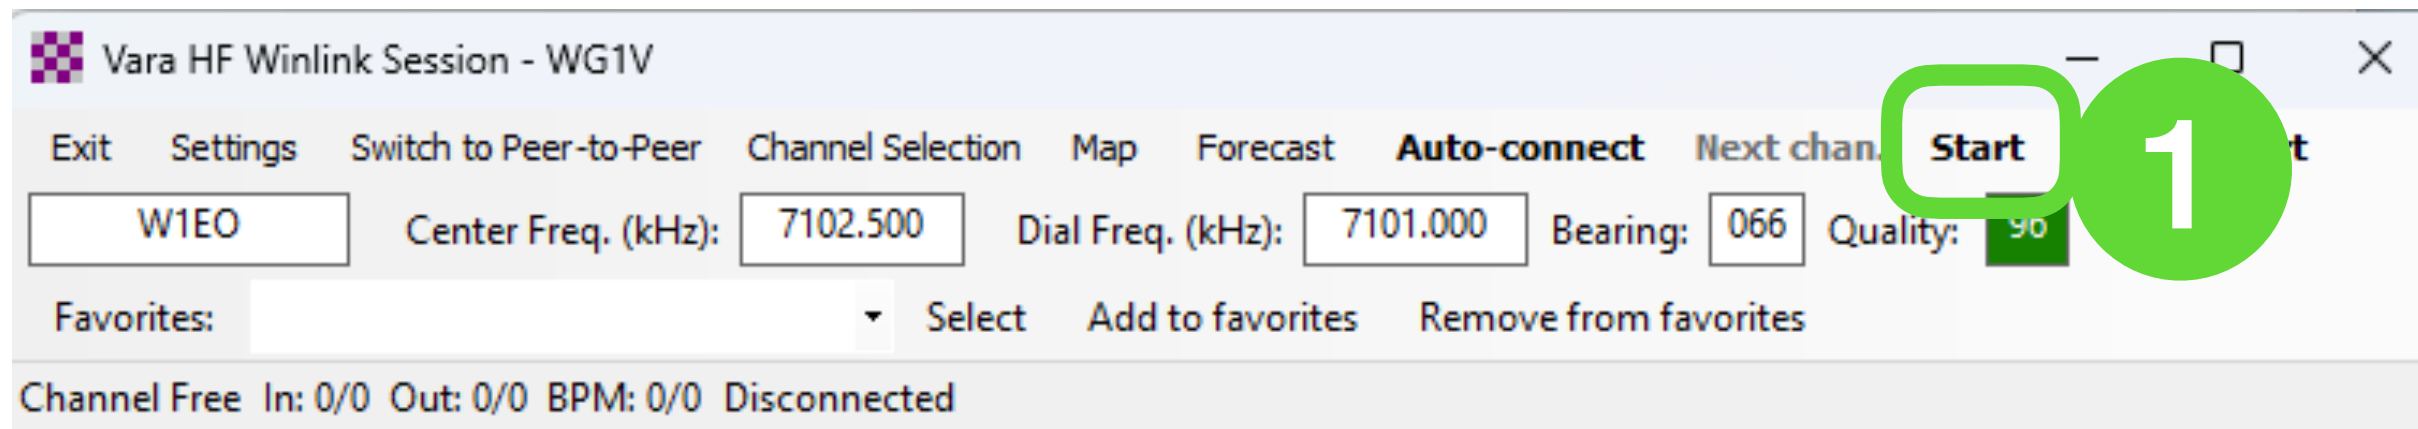 Vara HF Winlink Session - WG1V
Exit Settings Switch to Peer-to-Peer Channel Selection Map Forecast Auto-connect Next chan. Start
1
W1EO Center Freq. (kHz): 7102.500 Dial Freq. (kHz): 7101.000 Bearing: 066 Quality: 96
Favorites: Select Add to favorites Remove from favorites
Channel Free In: 0/0 Out: 0/0 BPM: 0/0 Disconnected